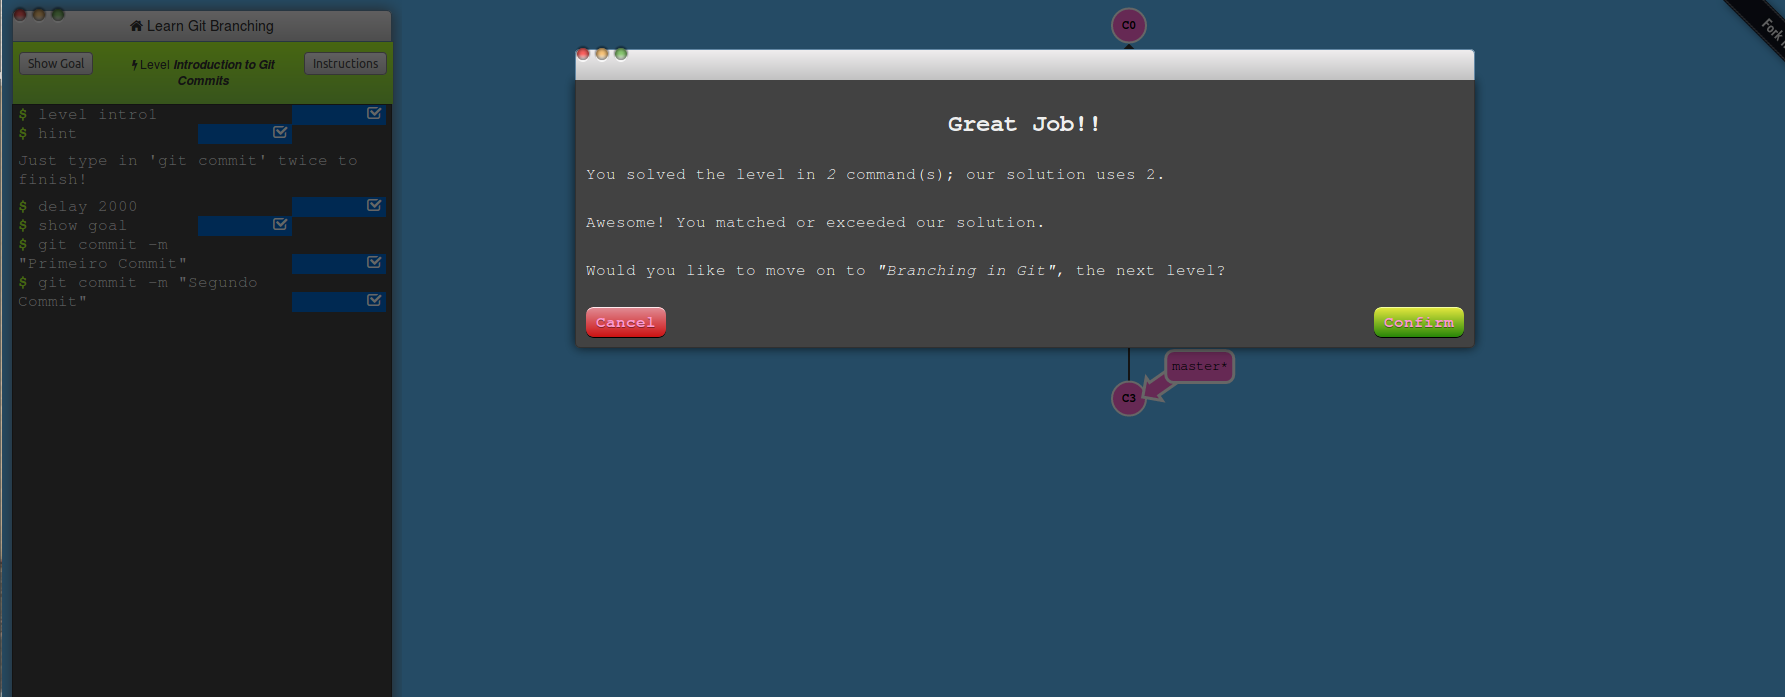 Learn Git Branching
Show Goal
Level Introduction to Git
Commits
Instructions
$ level intro1
$ hint
Just type in 'git commit' twice to
finish!
$ delay 2000
$ show goal
$ git commit -m
"Primeiro Commit"
$ git commit -m "Segundo
Commit"
C0
Great Job!!
You solved the level in 2 command(s); our solution uses 2.
Awesome! You matched or exceeded our solution.
Would you like to move on to "Branching in Git", the next level?
Cancel
Confirm
master*
C3
Fork